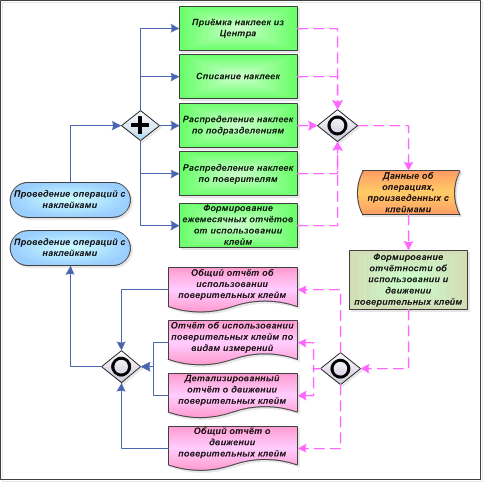 Приёмка наклеек из
Центра
Списание наклеек
Распределение наклеек
по подразделениям
Распределение наклеек
по поверителям
Формирование
ежемесячных отчётов
от использовании
клейм
Проведение операций с
наклейками
Проведение операций с
наклейками
Данные об
операциях,
произведенных с
клеймами
Формирование
отчётности об
использовании и
движении
поверительных клейм
Общий отчёт об
использовании
поверительных клейм
Отчёт об использовании
поверительных клейм по
видам измерений
Детализированный
отчёт о движении
поверительных клейм
Общий отчёт о
движении
поверительных клейм